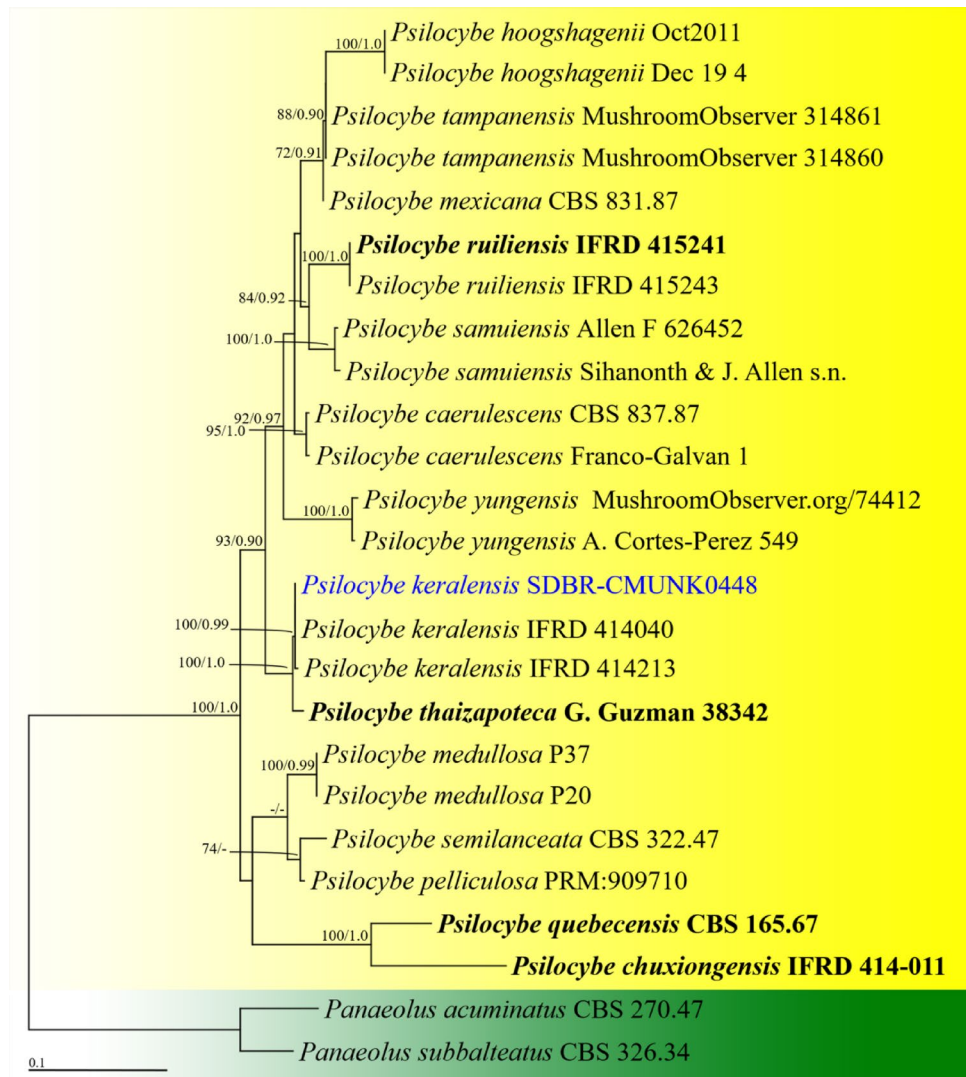 100/1.0
Psilocybe hoogshagenii Oct2011
Psilocybe hoogshagenii Dec 19 4
88/0.90
Psilocybe tampanensis MushroomObserver 314861
72/0.91
Psilocybe tampanensis MushroomObserver 314860
Psilocybe mexicana CBS 831.87
Psilocybe ruiliensis IFRD 415241
100/1.0
Psilocybe ruiliensis IFRD 415243
84/0.92
Psilocybe samuiensis Allen F 626452
100/1.0
Psilocybe samuiensis Sihanonth & J. Allen s.n.
Psilocybe caerulescens CBS 837.87
92/0.97
95/1.0
Psilocybe caerulescens Franco-Galvan 1
Psilocybe yungensis MushroomObserver.org/74412
100/1.0
Psilocybe yungensis A. Cortes-Perez 549
93/0.90
Psilocybe keralensis SDBR-CMUNK0448
100/0.99
Psilocybe keralensis IFRD 414040
100/1.0
Psilocybe keralensis IFRD 414213
100/1.0
Psilocybe thaizapoteca G. Guzman 38342
Psilocybe medullosa P37
100/0.99
Psilocybe medullosa P20
-/-
Psilocybe semilanceata CBS 322.47
74/-
Psilocybe pelliculosa PRM:909710
Psilocybe quebecensis CBS 165.67
100/1.0
Psilocybe chuxiongensis IFRD 414-011
Panaeolus acuminatus CBS 270.47
Panaeolus subbalteatus CBS 326.34
0.1